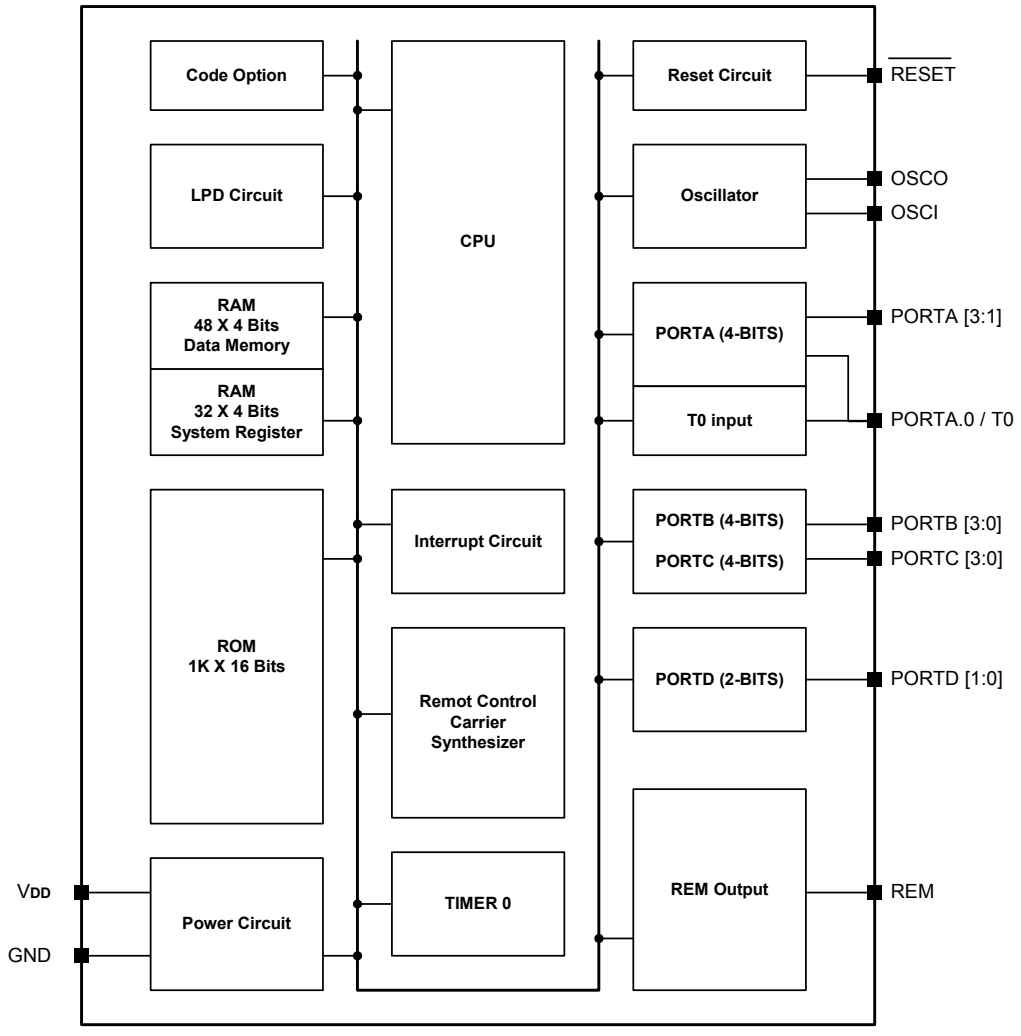 Code Option
LPD Circuit
RAM
48 X 4 Bits
Data Memory
RAM
32 X 4 Bits
System Register
ROM
1K X 16 Bits
VDD
GND
Power Circuit
CPU
Interrupt Circuit
Remot Control
Carrier
Synthesizer
TIMER 0
Reset Circuit
RESET
Oscillator
OSCO
OSCI
PORTA (4-BITS)
PORTA [3:1]
T0 input
PORTA.0 / T0
PORTB (4-BITS)
PORTB [3:0]
PORTC (4-BITS)
PORTC [3:0]
PORTD (2-BITS)
PORTD [1:0]
REM Output
REM